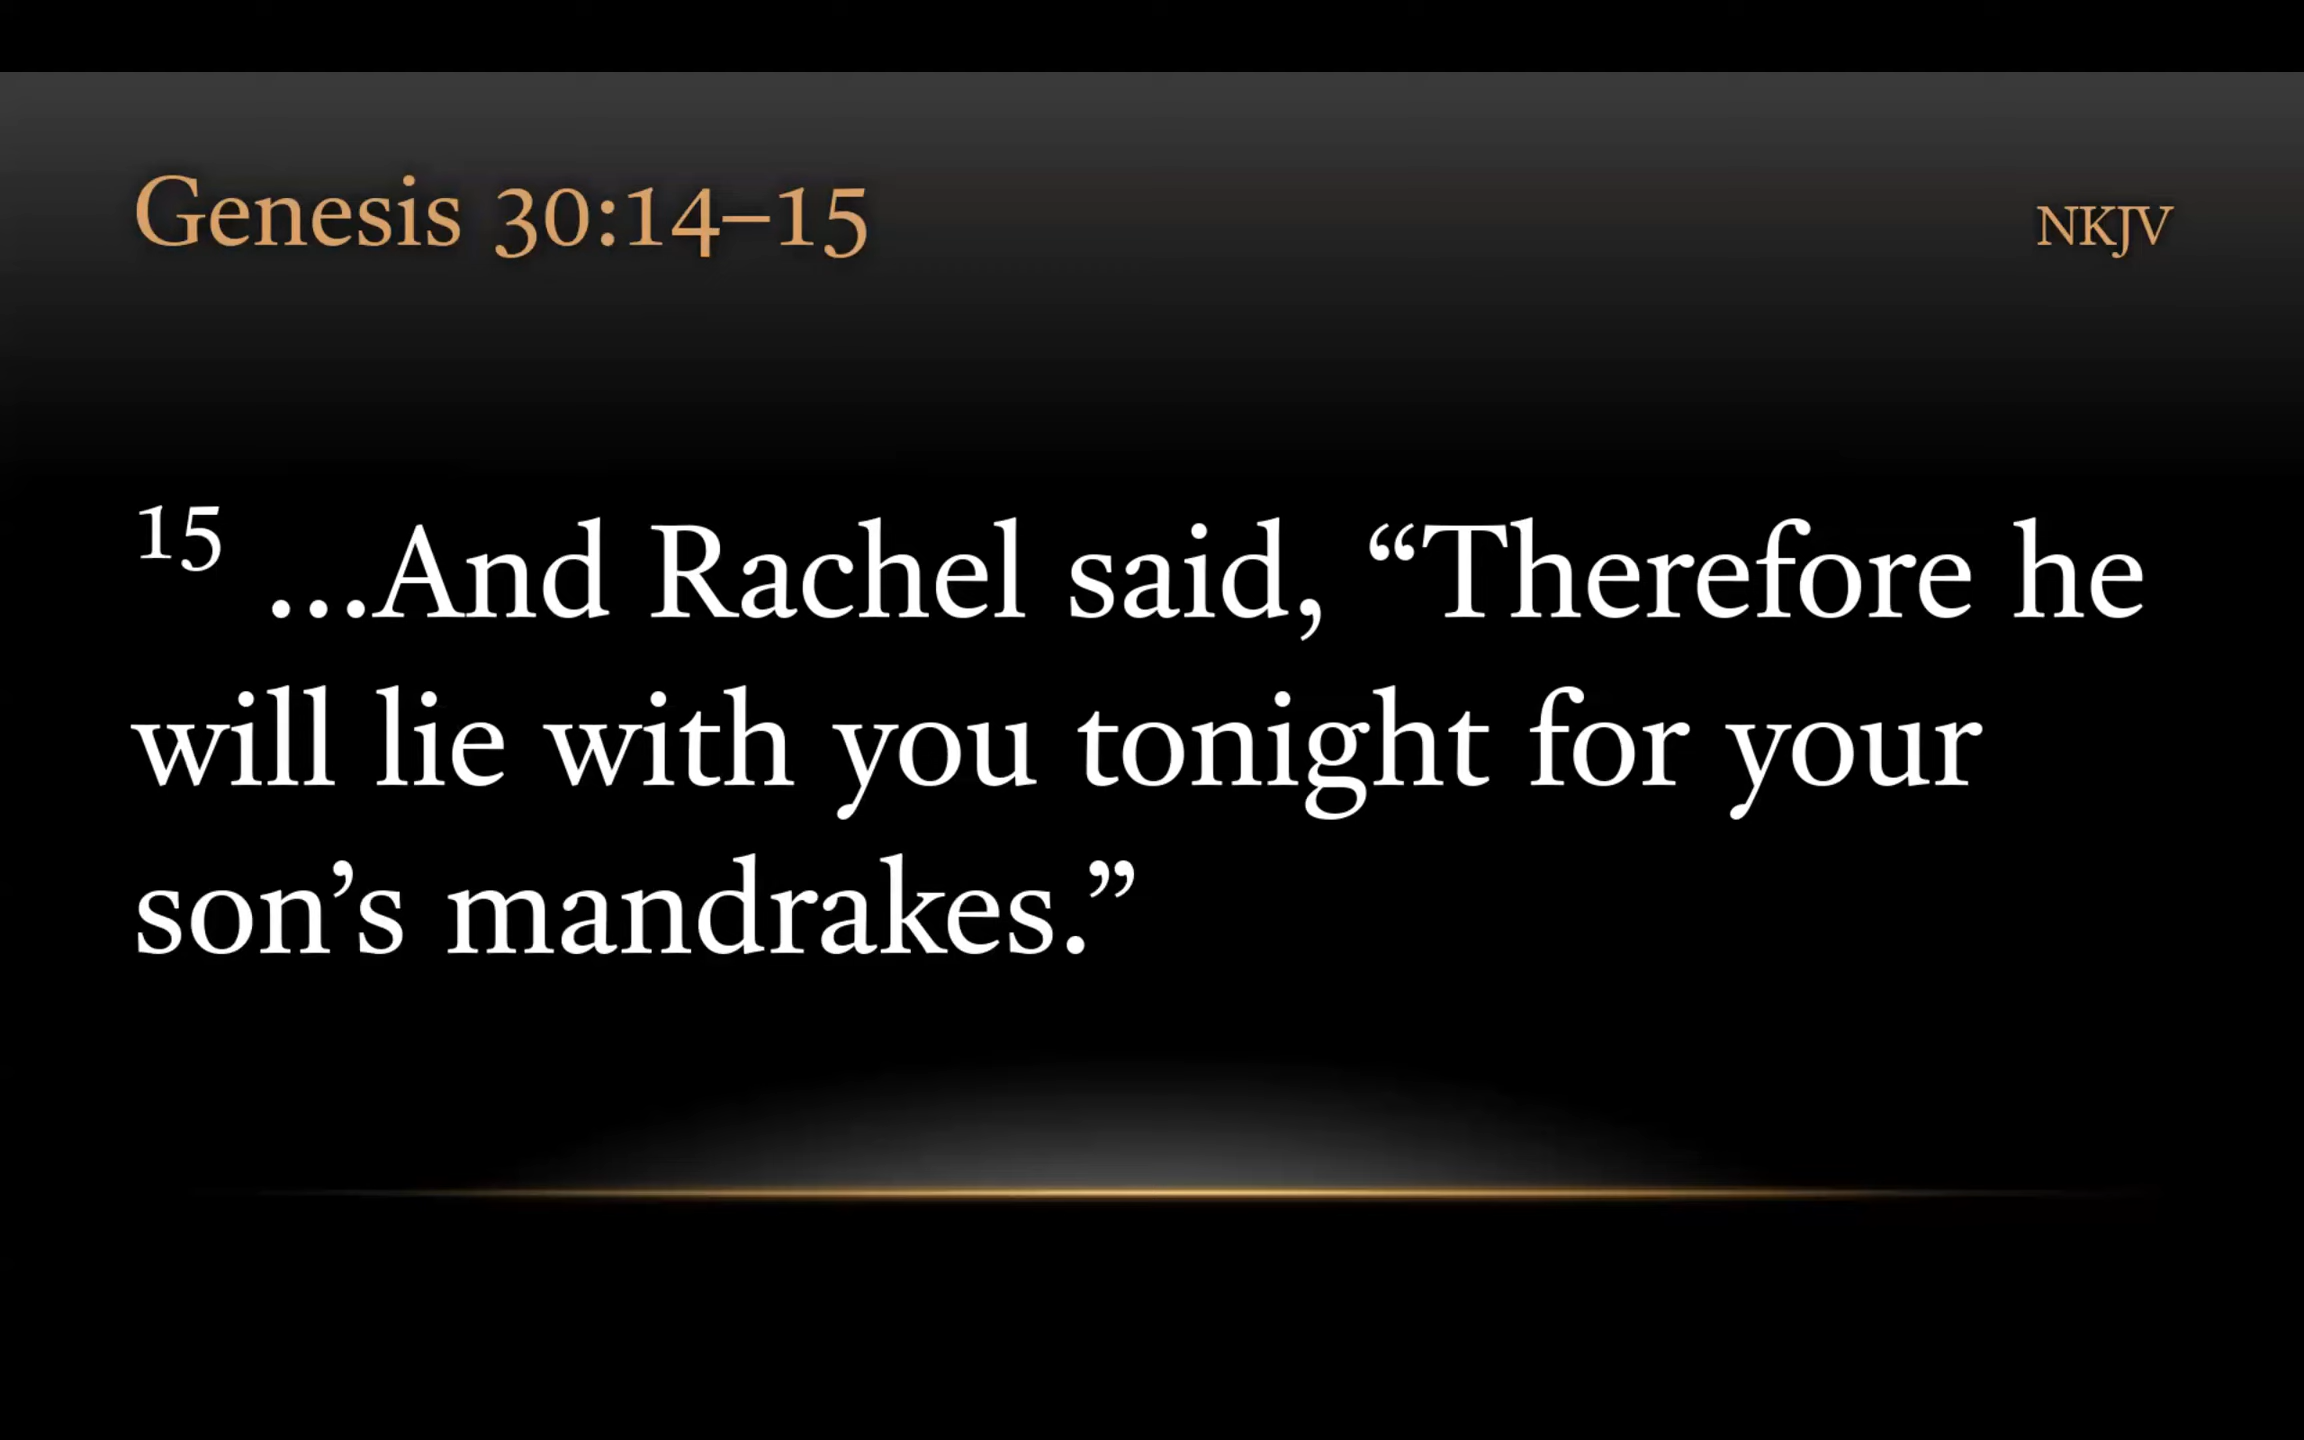 Genesis 30:14–15
NKJV
15 ...And Rachel said, “Therefore he
will lie with you tonight for your
son’s mandrakes.”